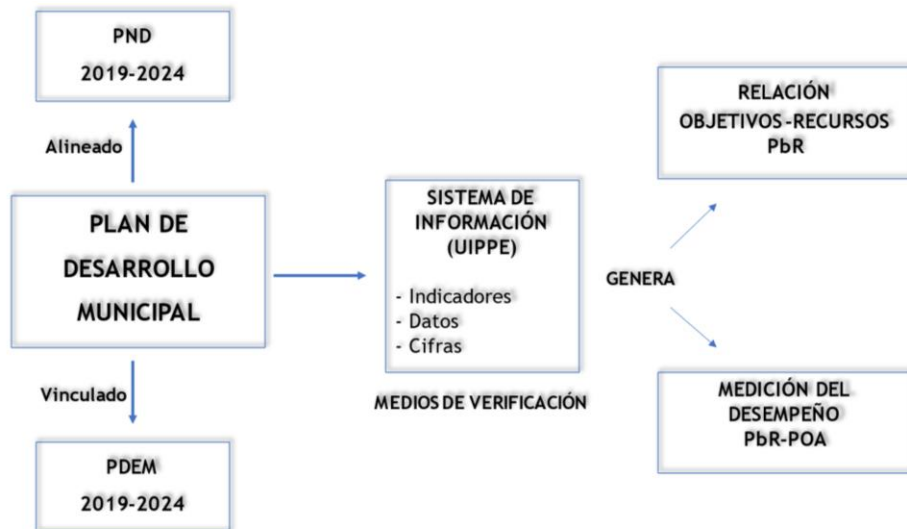 PND
2019-2024
Alineado
PLAN DE
DESARROLLO
MUNICIPAL
Vinculado
PDEM
2019-2024
SISTEMA DE
INFORMACIÓN
(UIPPE)
- Indicadores
- Datos
- Cifras
MEDIOS DE VERIFICACIÓN
GENERA
RELACIÓN
OBJETIVOS-RECURSOS
PbR
MEDICIÓN DEL
DESEMPEÑO
PbR-POA